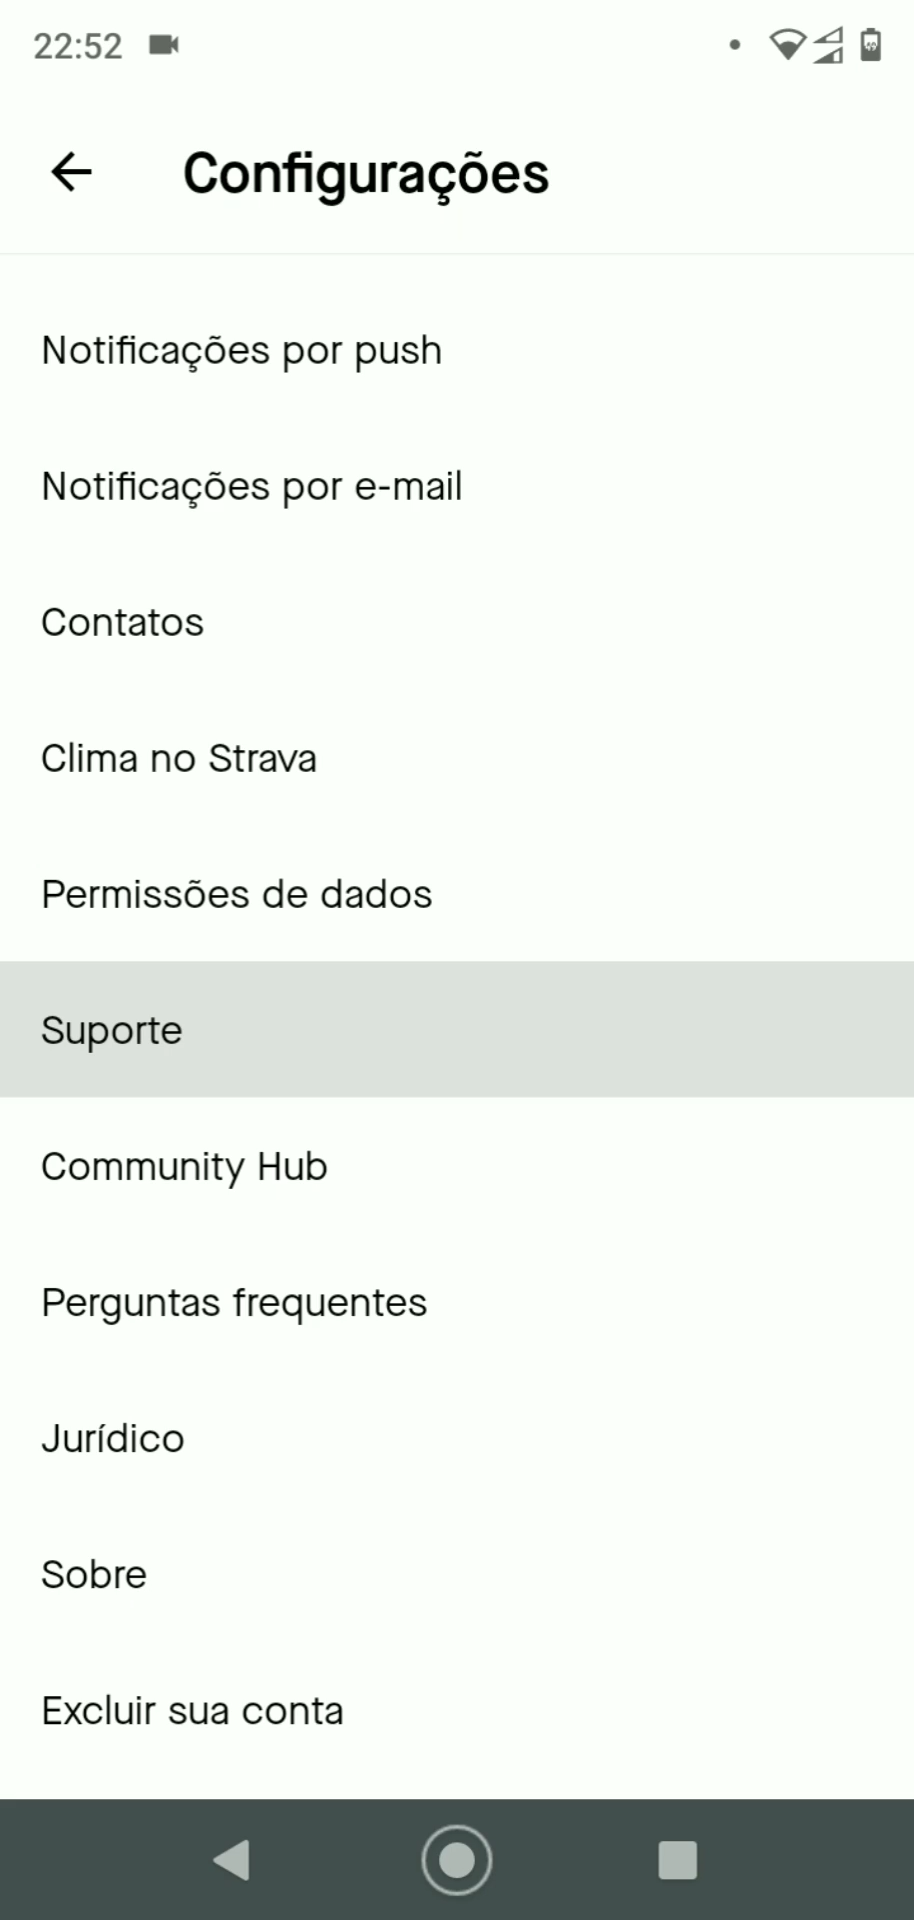 22:52
Configurações
Notificações por push
Notificações por e-mail
Contatos
Clima no Strava
Permissões de dados
Suporte
Community Hub
Perguntas frequentes
Jurídico
Sobre
Excluir sua conta